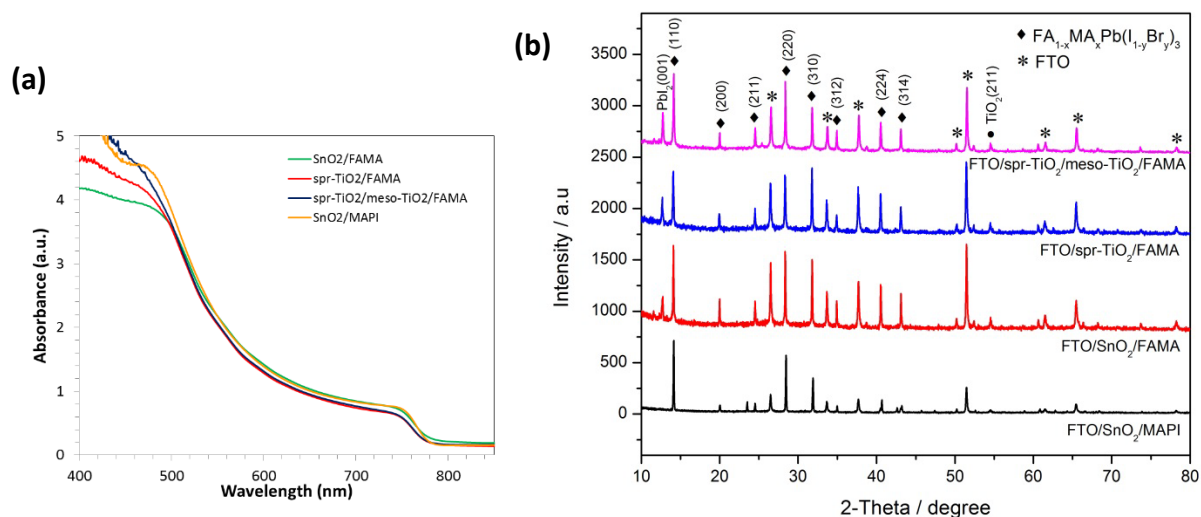 (a)
5
4
3
2
1
0
400
500
600
700
800
Absorbance (a.u.)
Wavelength (nm)
SnO2/FAMA
spr-TiO2/FAMA
spr-TiO2/meso-TiO2/FAMA
SnO2/MAPI
(b)
3500
3000
2500
2000
1500
1000
500
0
10
20
30
40
50
60
70
80
Intensity / a.u
2-Theta / degree
♦ FA₁₋ₓMAₓPb(I₁₋ᵧBrᵧ)₃
* FTO
PbI₂(001)
(110)
(200)
(211)
*
(220)
(310)
*
(312)
*
(224)
(314)
*
*
TiO₂(211)
*
*
*
FTO/spr-TiO₂/meso-TiO₂/FAMA
FTO/spr-TiO₂/FAMA
FTO/SnO₂/FAMA
FTO/SnO₂/MAPI